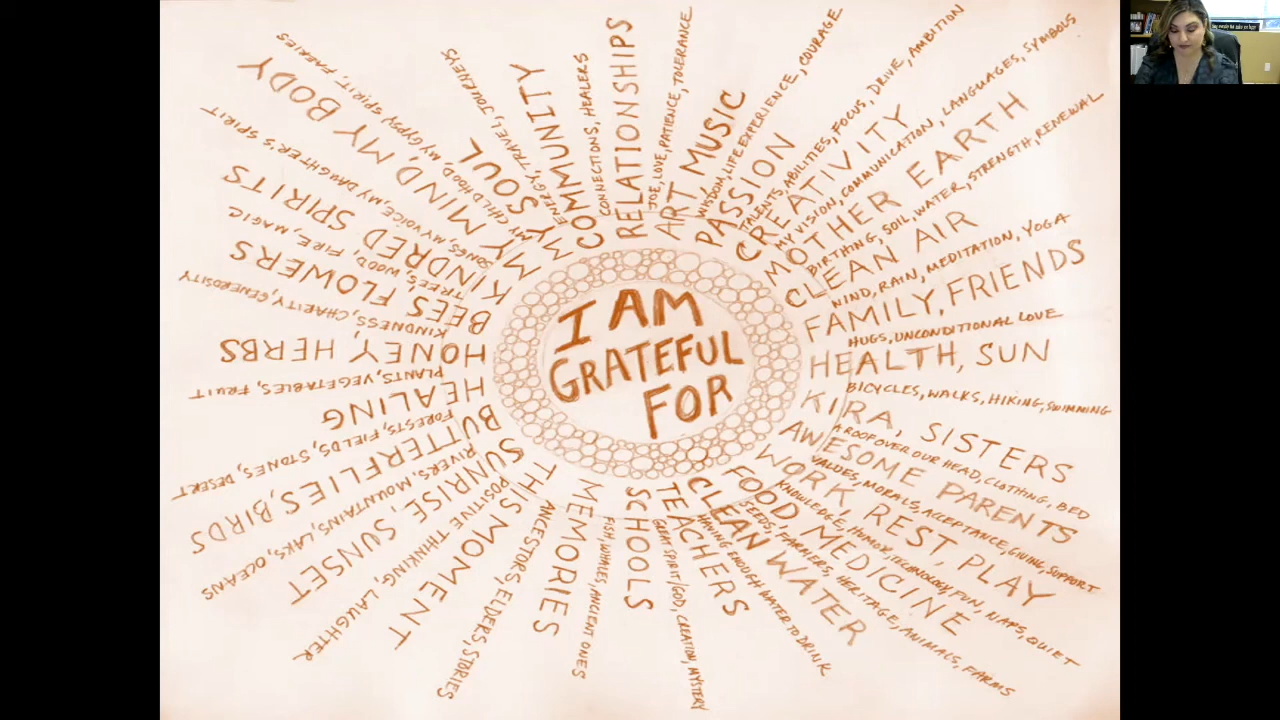 I AM
GRATEFUL
FOR
RELATIONSHIPS
JOE, LOVE, PATIENCE, TOLERANCE
ART, MUSIC
WISDOM, LIFE EXPERIENCE, COURAGE
PASSION
TALENTS, ABILITIES, FOCUS, DRIVE, AMBITION
CREATIVITY
MY VISION, COMMUNICATION, LANGUAGES, SYMBOLS
MOTHER EARTH
BIRTHING, SOIL, WATER, STRENGTH, RENEWAL
CLEAN AIR
WIND, RAIN, MEDITATION, YOGA
FAMILY, FRIENDS
HUGS, UNCONDITIONAL LOVE
HEALTH, SUN
BICYCLES, WALKS, HIKING, SWIMMING
KIRA, SISTERS
A ROOF OVER OUR HEAD, CLOTHING, BED
AWESOME PARENTS
VALUES, MORALS, ACCEPTANCE, GIVING, SUPPORT
WORK, REST, PLAY
KNOWLEDGE, HUMOR, TECHNOLOGY, FUN, NAPS, QUIET
FOOD, MEDICINE
SEEDS, FARMERS, HERITAGE, ANIMALS, FARMS
CLEAN WATER
HAVING ENOUGH WATER TO DRINK
TEACHERS
GREAT SPIRIT/GOD, CREATION, MYSTERY
SCHOOLS
FISH, WHALES, ANCIENT ONES
MEMORIES
ANCESTORS, ELDERS, STORIES
THIS MOMENT
POSITIVE THINKING, LAUGHTER
SUNRISE, SUNSET
RIVERS, MOUNTAINS, LAKS, OCEANS
BUTTERFLIES, BIRDS
FORESTS, FIELDS, STONES, DESERT
HEALING
PLANTS, VEGETABLES, FRUIT
HONEY, HERBS
KINDNESS, CHARITY, GENEROSITY
BEES FLOWERS
TREES, WOOD, FIRE, MAGIC
KINDRED SPIRITS
SONGS, MY VOICE, MY DAUGHTER'S SPIRIT
MY MIND, MY BODY
MY CHILDHOOD, MY GYPSY SPIRIT, FAERIES
MY SOUL
ENERGY, TRAVEL, JOURNEYS
COMMUNITY
CONNECTIONS, HEALERS